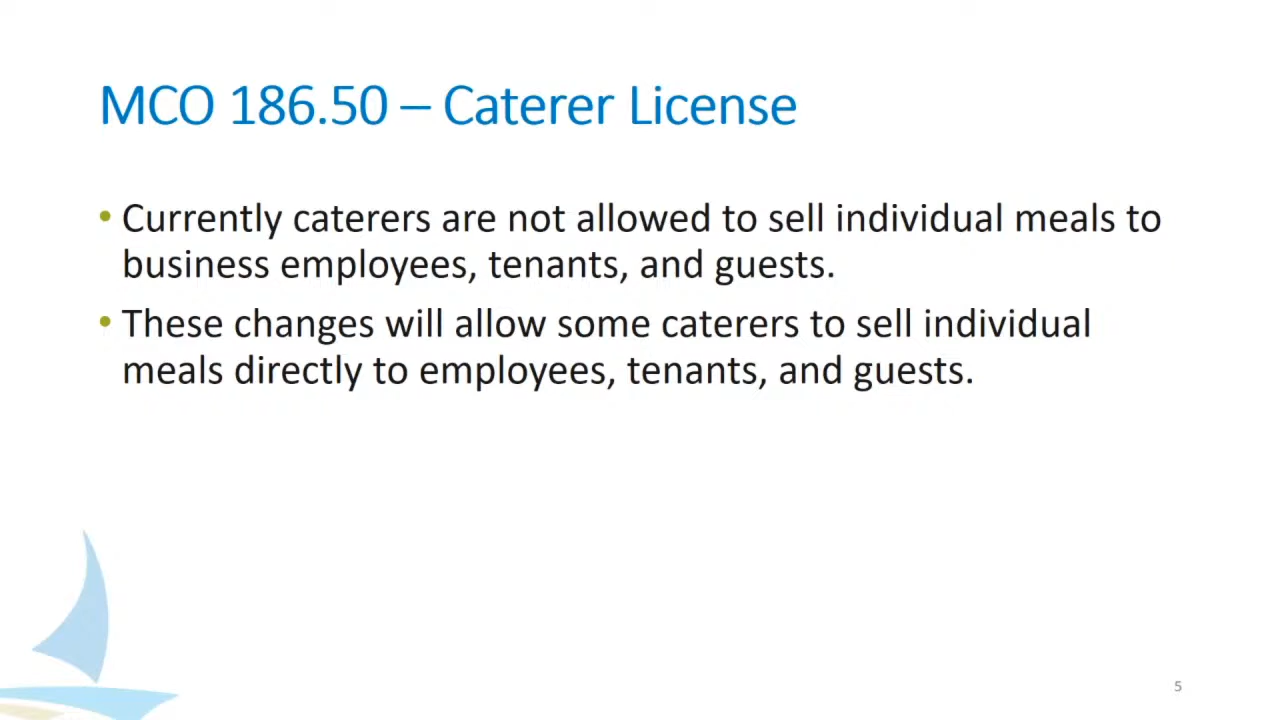 MCO 186.50 – Caterer License
• Currently caterers are not allowed to sell individual meals to
business employees, tenants, and guests.
• These changes will allow some caterers to sell individual
meals directly to employees, tenants, and guests.
5